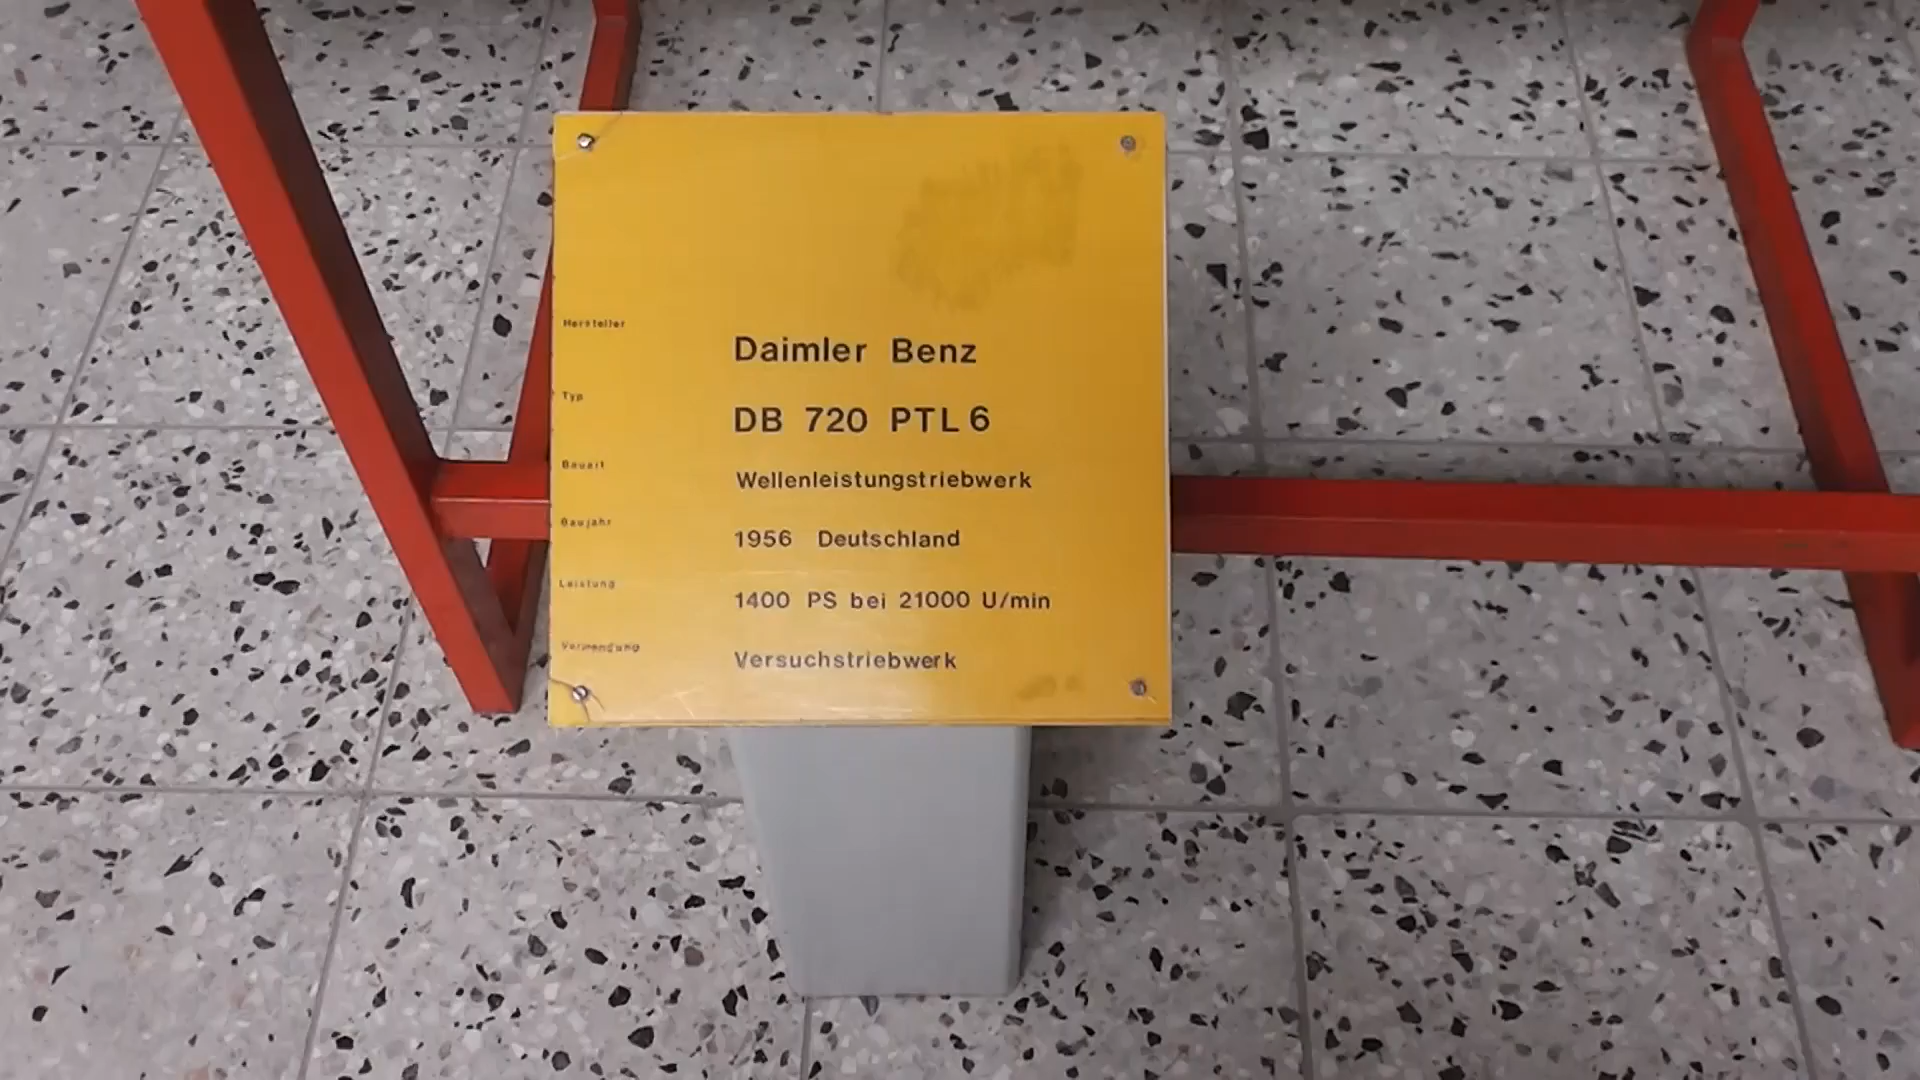 Hersteller
Daimler Benz
Typ
DB 720 PTL 6
Bauart
Wellenleistungstriebwerk
Baujahr
1956 Deutschland
Leistung
1400 PS bei 21000 U/min
Verwendung
Versuchstriebwerk